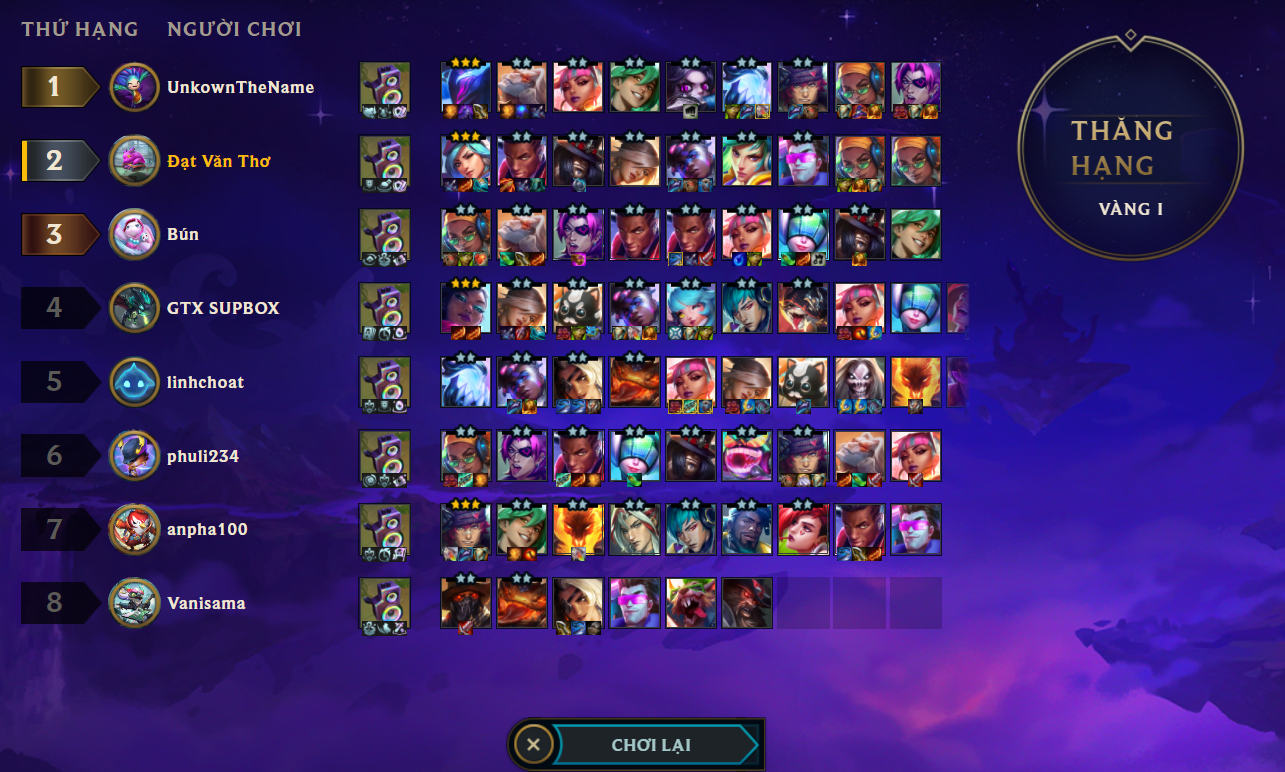 THỨ HẠNG NGƯỜI CHƠI
1 UnkownTheName
2 Đạt Văn Thơ
3 Bún
4 GTX SUPBOX
5 linhchoat
6 phuli234
7 anpha100
8 Vanisama
THĂNG
HẠNG
VÀNG I
CHƠI LẠI